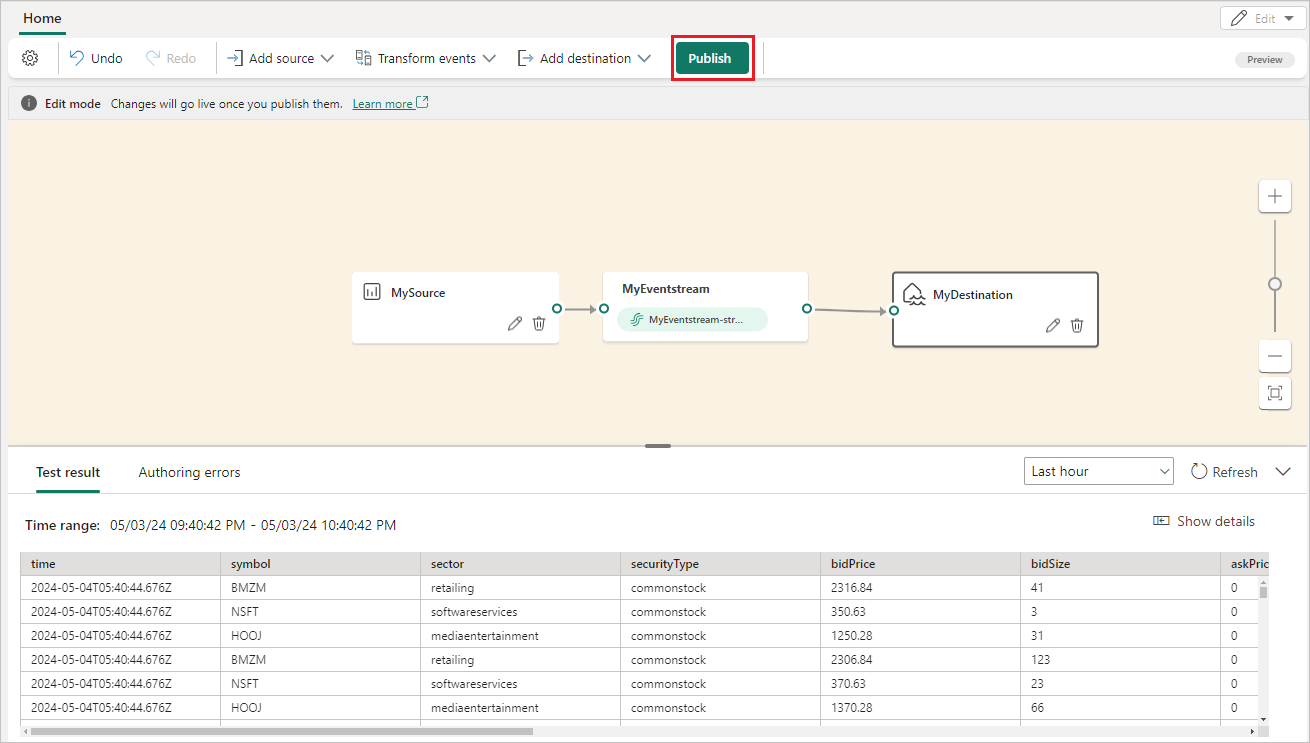 Home
Edit
Undo Redo Add source Transform events Add destination Publish Preview
Edit mode Changes will go live once you publish them. Learn more
MySource
MyEventstream
MyEventstream-str...
MyDestination
Test result Authoring errors Last hour Refresh
Time range: 05/03/24 09:40:42 PM - 05/03/24 10:40:42 PM Show details
time symbol sector securityType bidPrice bidSize askPric
2024-05-04T05:40:44.676Z BMZM retailing commonstock 2316.84 41 0
2024-05-04T05:40:44.676Z NSFT softwareservices commonstock 350.63 3 0
2024-05-04T05:40:44.676Z HOOJ mediaentertainment commonstock 1250.28 31 0
2024-05-04T05:40:44.676Z BMZM retailing commonstock 2306.84 123 0
2024-05-04T05:40:44.676Z NSFT softwareservices commonstock 370.63 23 0
2024-05-04T05:40:44.676Z HOOJ mediaentertainment commonstock 1370.28 66 0